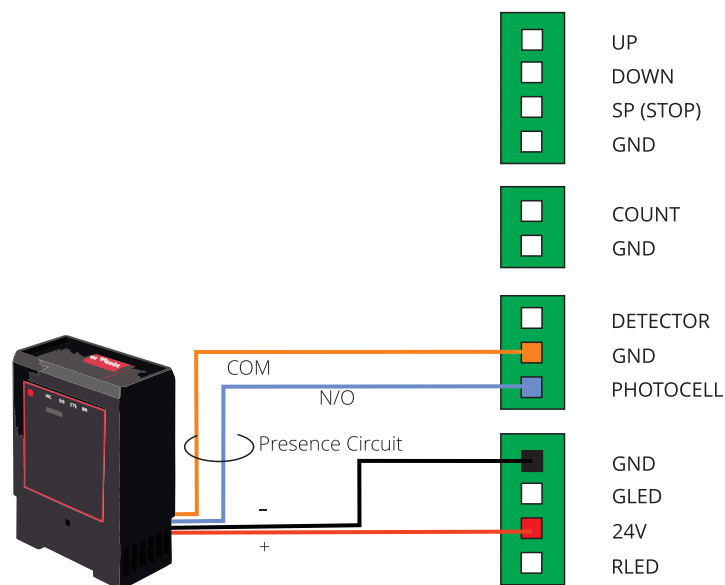 UP
DOWN
SP (STOP)
GND
COUNT
GND
DETECTOR
GND
PHOTOCELL
COM
N/O
Presence Circuit
-
+
GND
GLED
24V
RLED